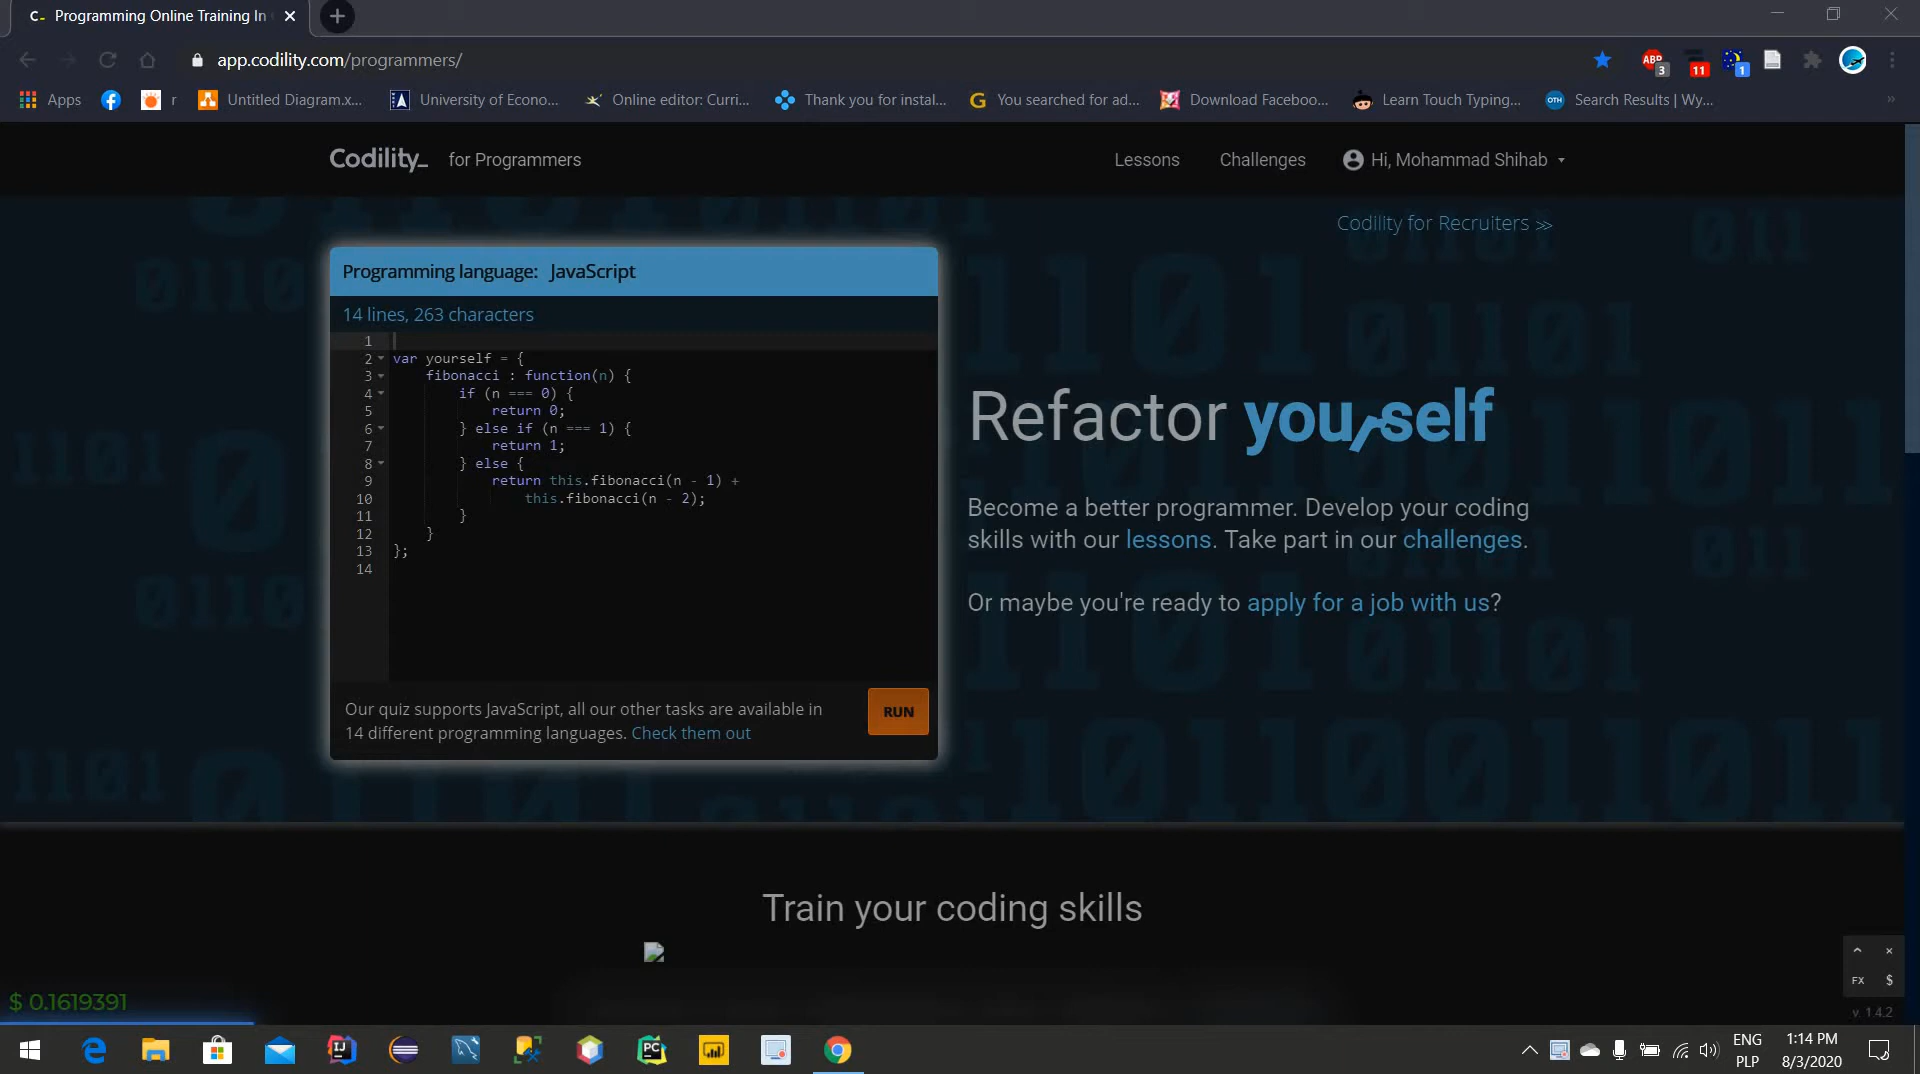 Programming Online Training In
app.codility.com/programmers/
ABP
3
11
1
Apps
r
Untitled Diagram.x...
University of Econo...
Online editor: Curri...
Thank you for instal...
You searched for ad...
Download Faceboo...
Learn Touch Typing...
OTH
Search Results | Wy...
»
Codility_ for Programmers
Lessons
Challenges
Hi, Mohammad Shihab
Codility for Recruiters >>
Programming language: JavaScript
14 lines, 263 characters
1
2 var yourself = {
3     fibonacci : function(n) {
4         if (n === 0) {
5             return 0;
6         } else if (n === 1) {
7             return 1;
8         } else {
9             return this.fibonacci(n - 1) +
10                 this.fibonacci(n - 2);
11         }
12     }
13 };
14
Our quiz supports JavaScript, all our other tasks are available in
14 different programming languages. Check them out
RUN
Refactor yourself
Become a better programmer. Develop your coding
skills with our lessons. Take part in our challenges.
Or maybe you're ready to apply for a job with us?
Train your coding skills
$ 0.1619391
FX $
v. 1.4.2
ENG
PLP
1:14 PM
8/3/2020